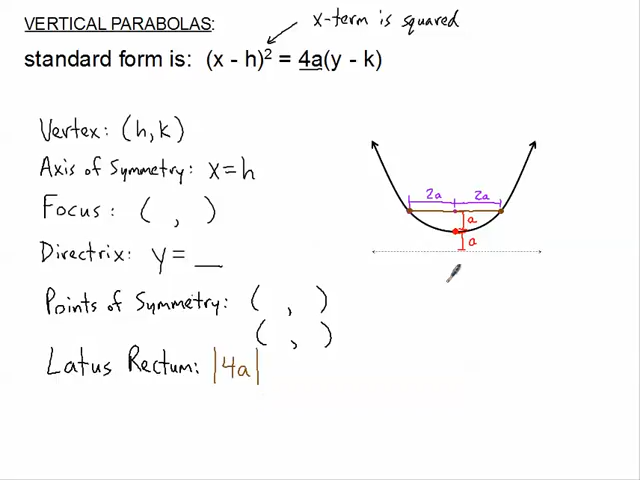 VERTICAL PARABOLAS:
x-term is squared
standard form is: (x - h)² = 4a(y - k)
Vertex: (h,k)
Axis of Symmetry: x=h
Focus: ( , )
Directrix: y = __
Points of Symmetry: ( , )
( , )
Latus Rectum: |4a|
2a 2a
a
a